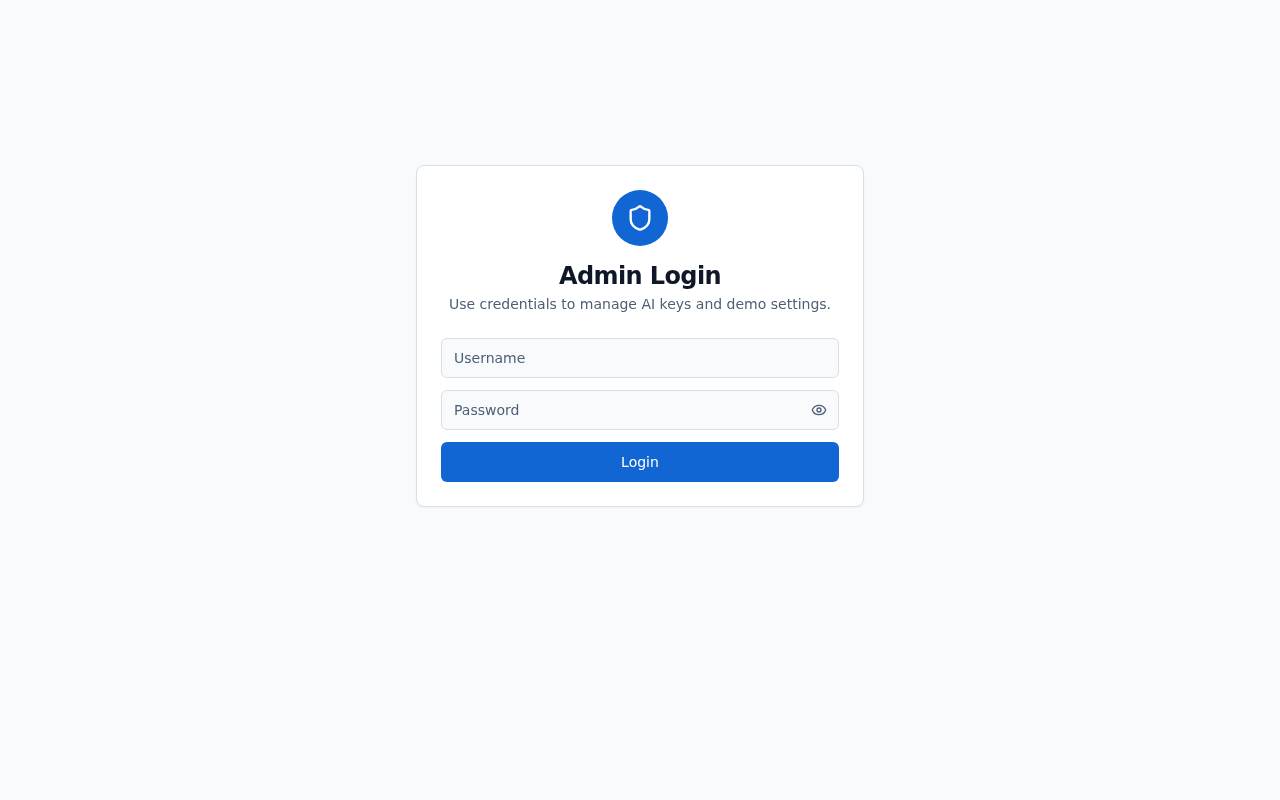 Admin Login
Use credentials to manage AI keys and demo settings.
Username
Password
Login